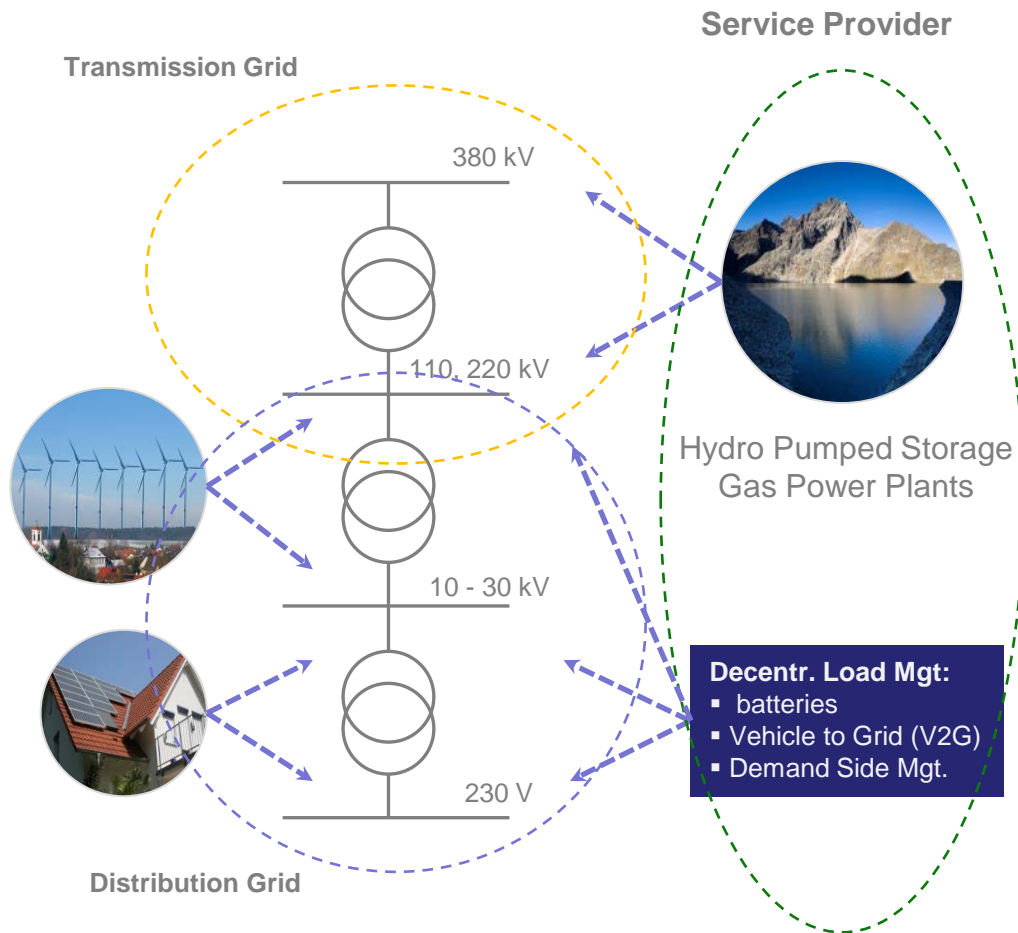 Service Provider
Transmission Grid
380 kV
110, 220 kV
Hydro Pumped Storage
Gas Power Plants
10 - 30 kV
Decentr. Load Mgt:
▪ batteries
▪ Vehicle to Grid (V2G)
▪ Demand Side Mgt.
230 V
Distribution Grid